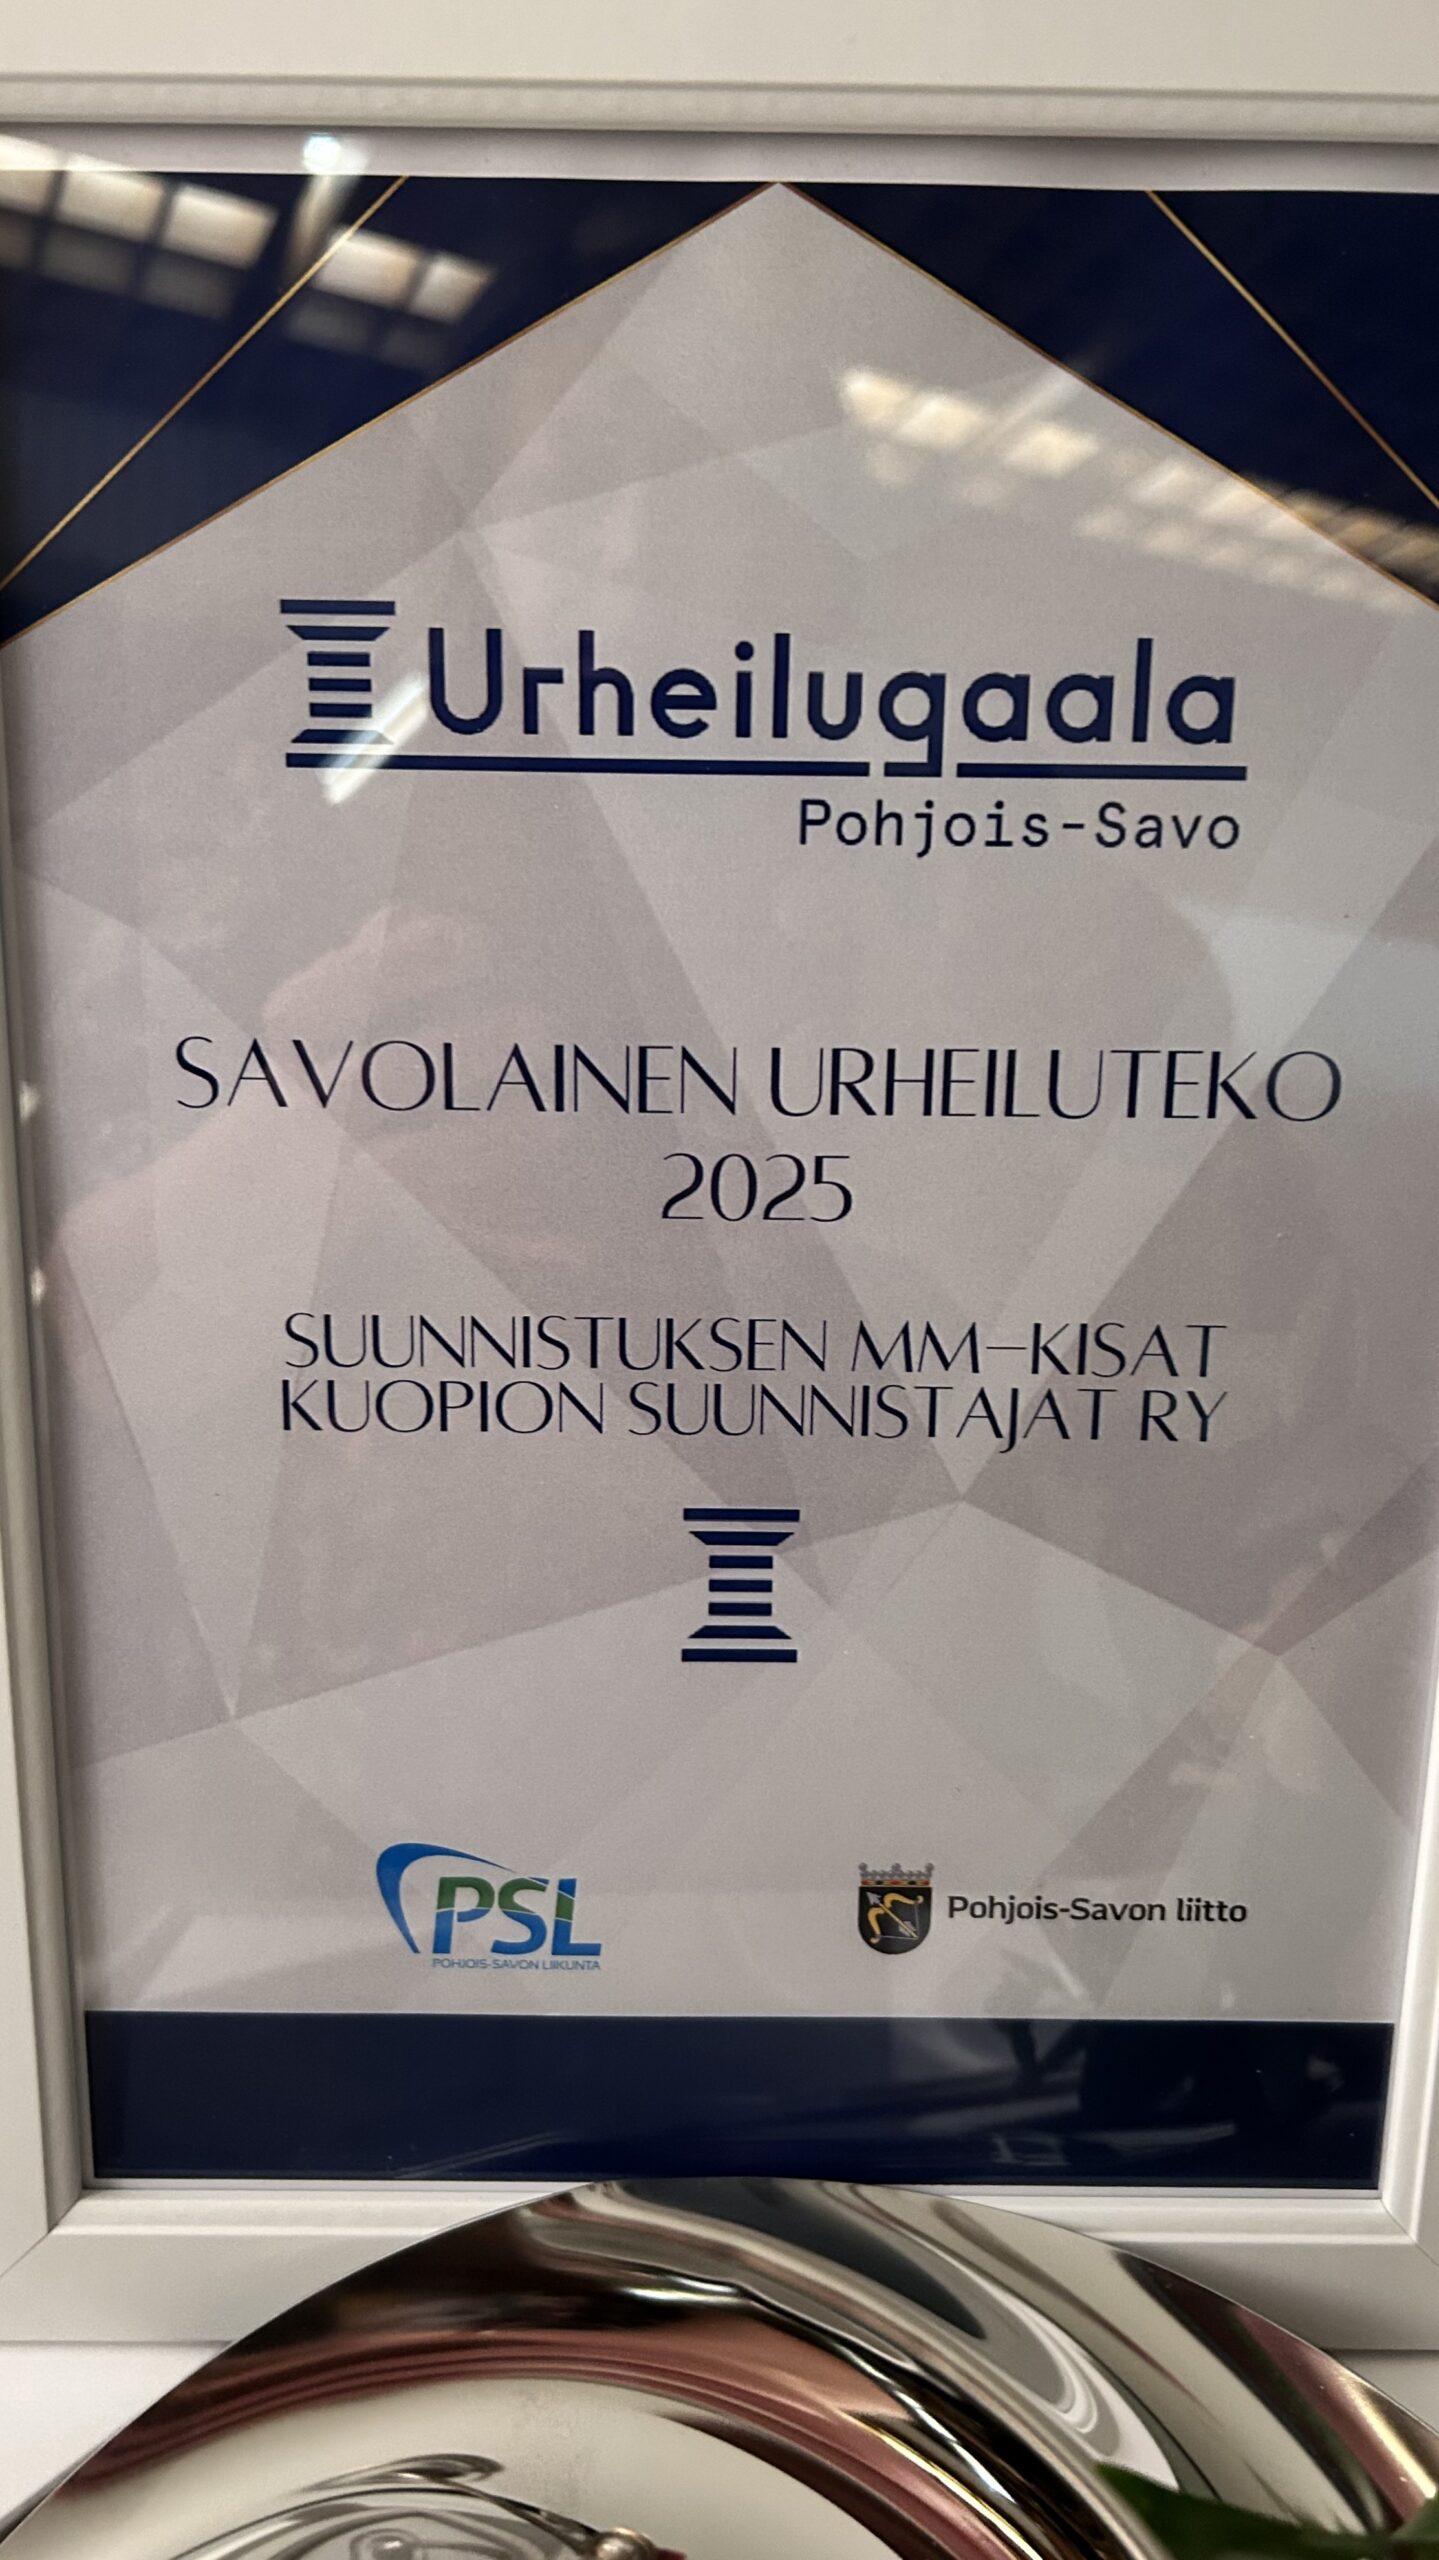 Urheilugaala
Pohjois-Savo
SAVOLAINEN URHEILUTEKO
2025
SUUNNISTUKSEN MM-KISAT
KUOPION SUUNNISTAJAT RY
PSL
POHJOIS-SAVON LIIKUNTA
Pohjois-Savon liitto